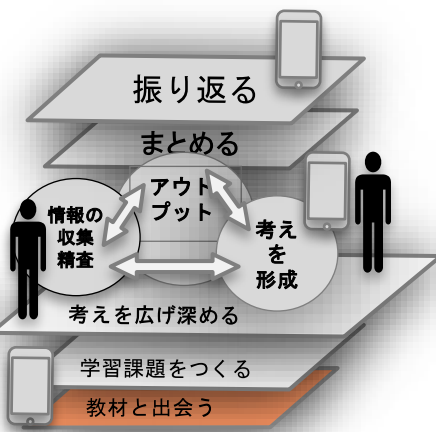 振り返る
まとめる
アウト
プット
情報の
収集
精査
考え
を
形成
考えを広げ深める
学習課題をつくる
教材と出会う